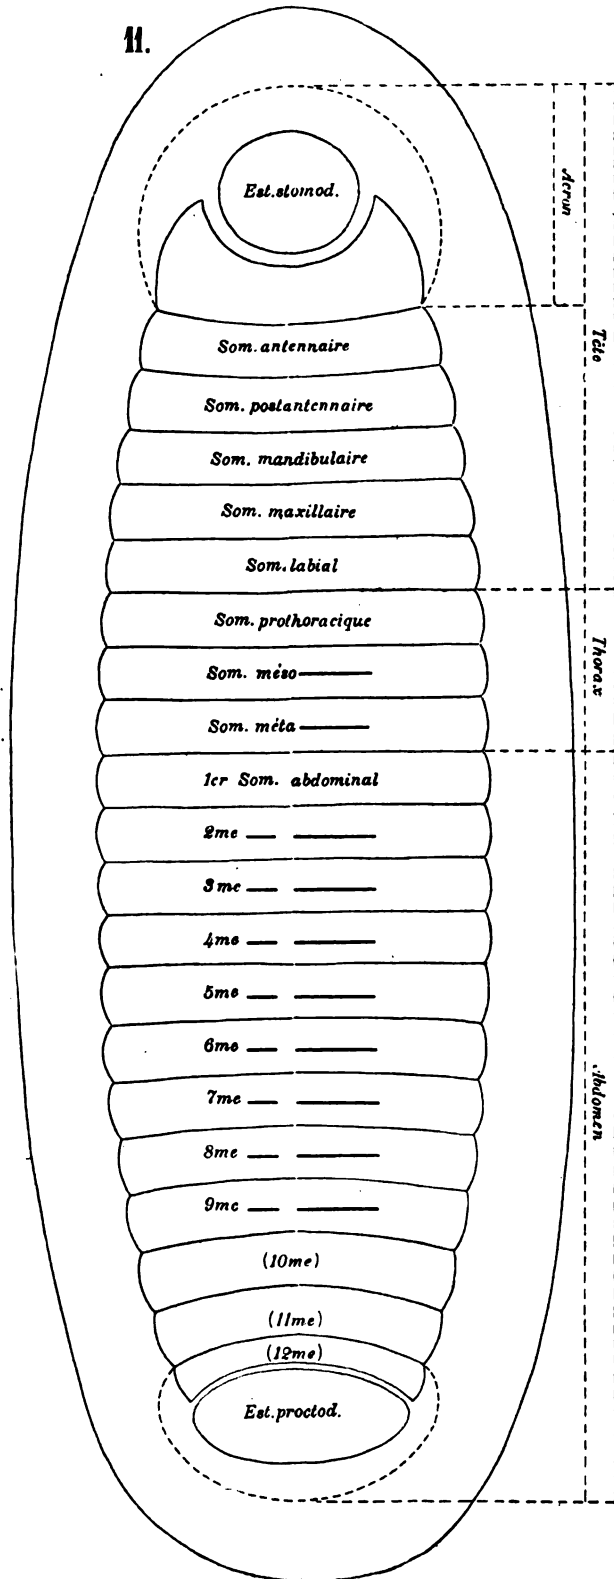 11.
Est. stomod.
Acron
Som. antennaire
Tête
Som. postantennaire
Som. mandibulaire
Som. maxillaire
Som. labial
Som. prothoracique
Thorax
Som. méso
Som. méta
1er Som. abdominal
2me
3me
4me
5me
6me
7me
Abdomen
8me
9me
(10me)
(11me)
(12me)
Est. proctod.